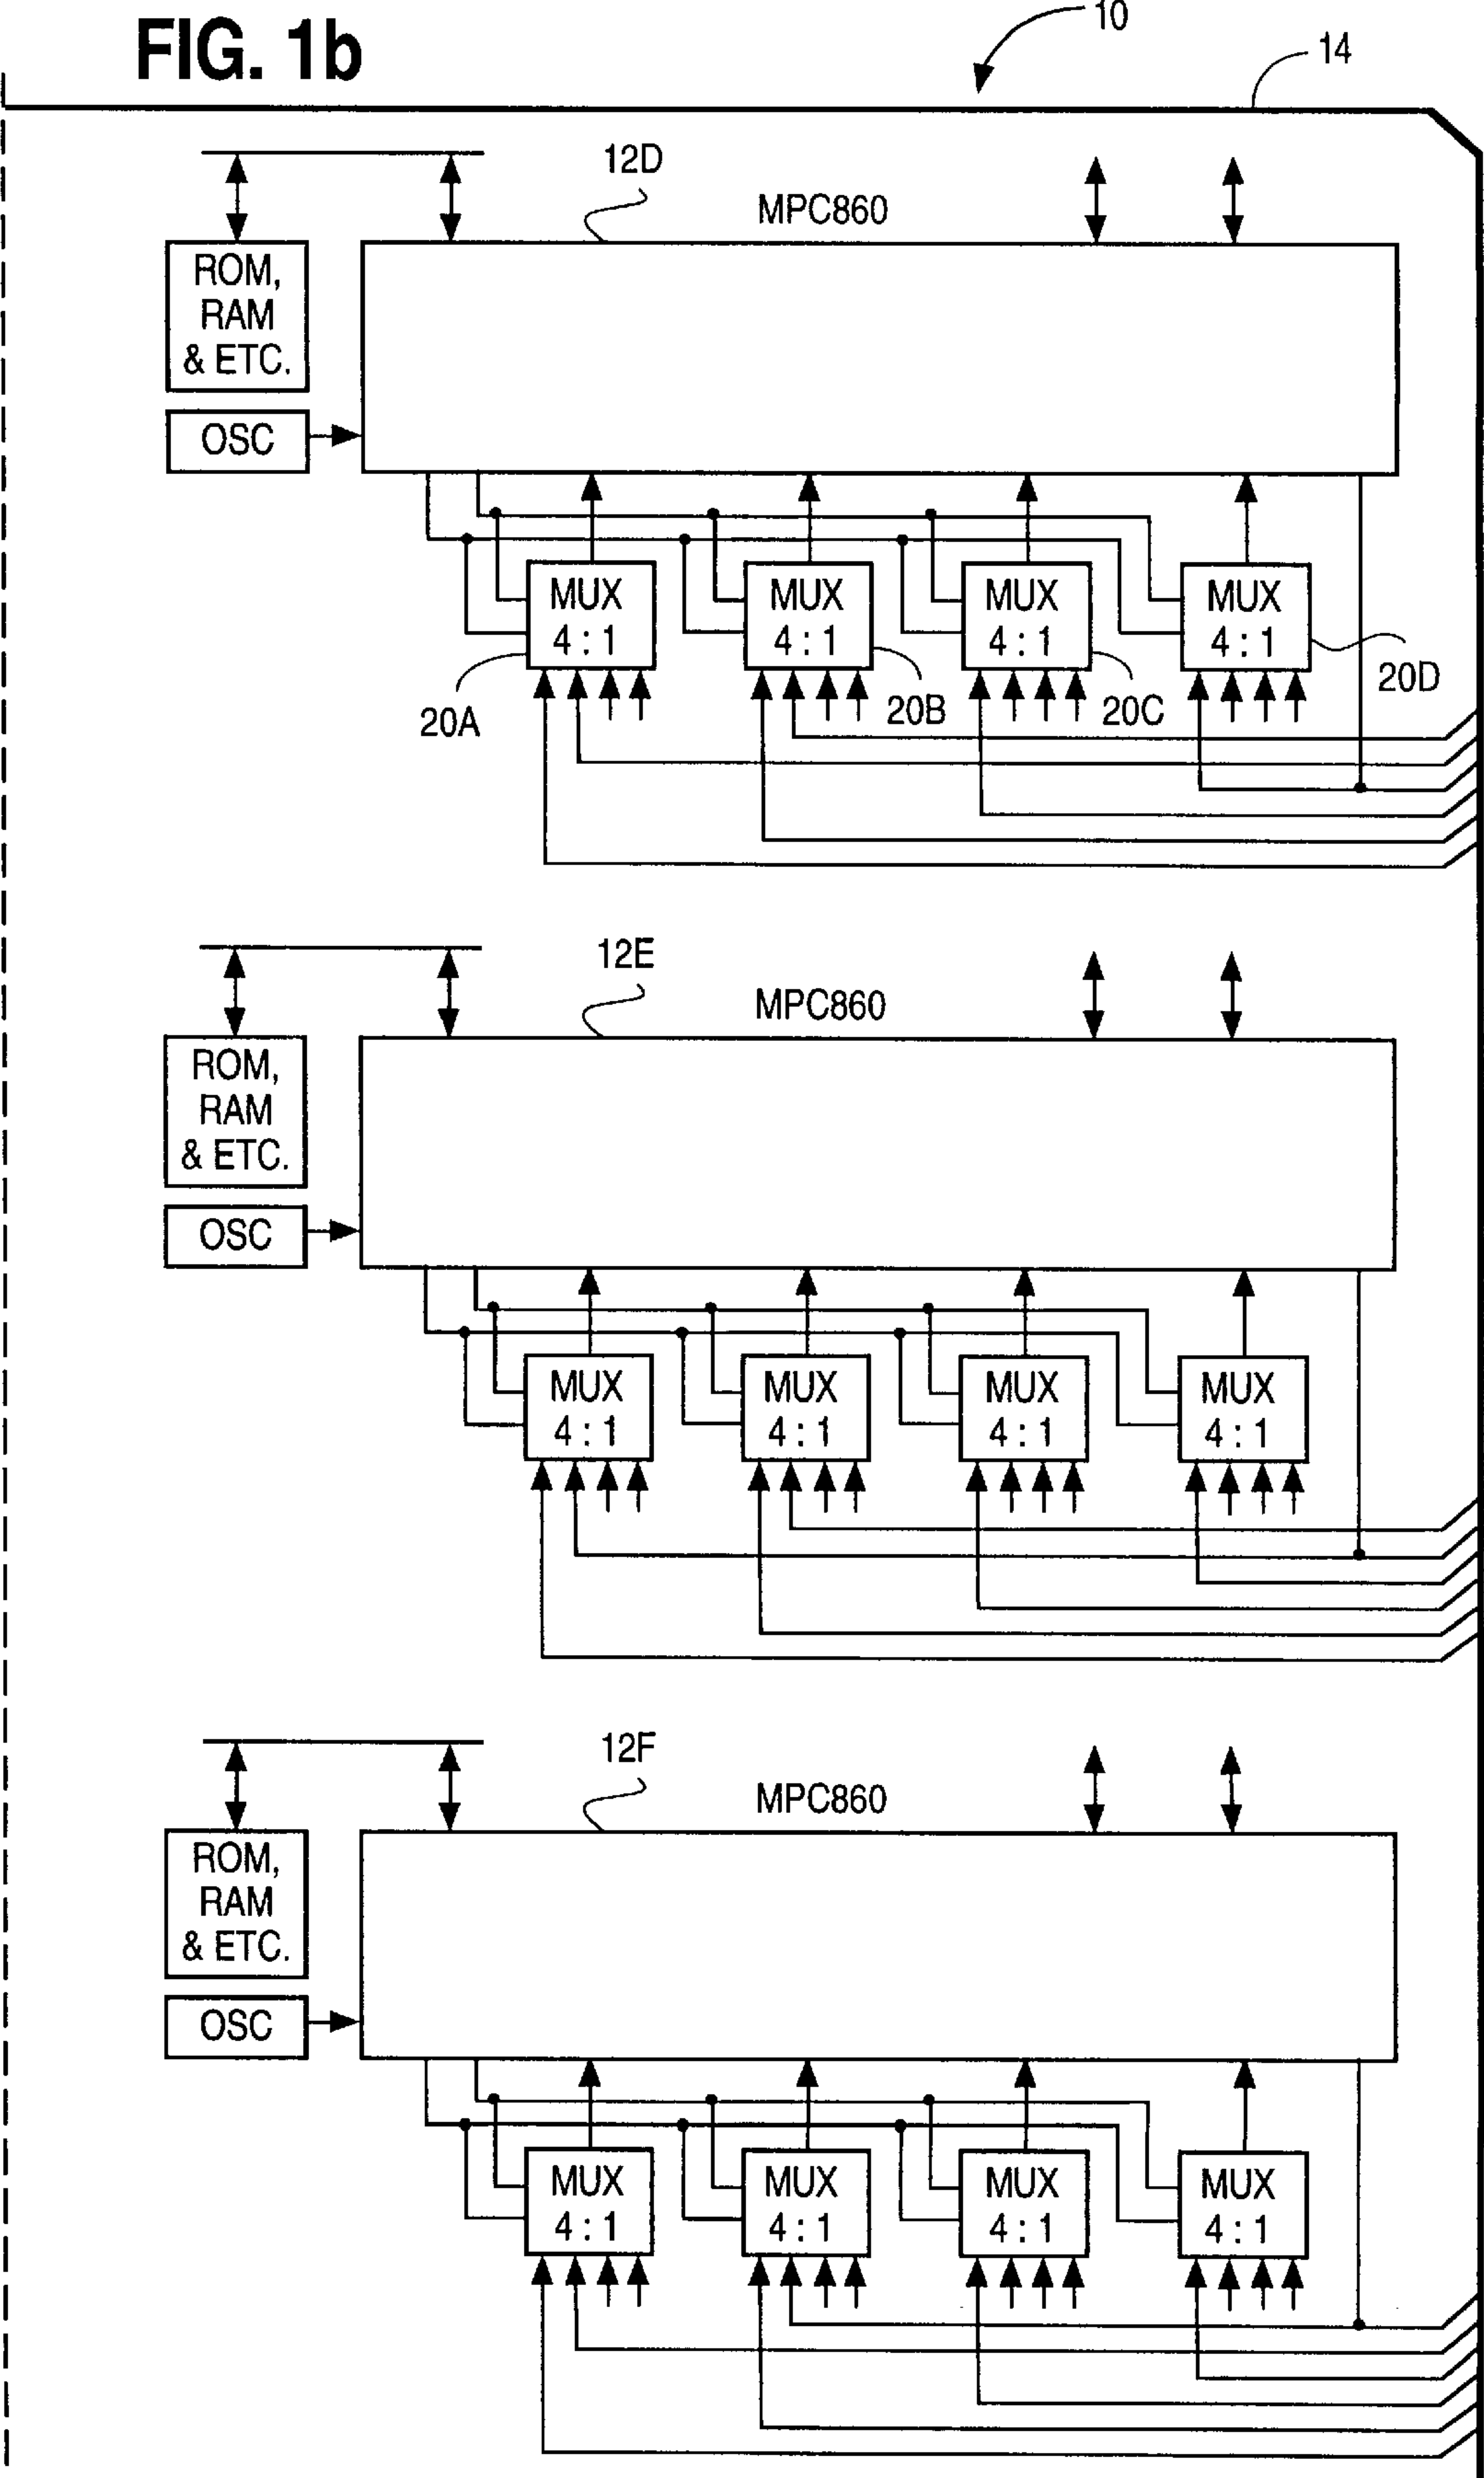 FIG. 1b
10
14
12D
MPC860
ROM,
RAM
& ETC.
OSC
MUX
4 : 1
MUX
4 : 1
MUX
4 : 1
MUX
4 : 1
20A
20B
20C
20D
12E
MPC860
ROM,
RAM
& ETC.
OSC
MUX
4 : 1
MUX
4 : 1
MUX
4 : 1
MUX
4 : 1
12F
MPC860
ROM,
RAM
& ETC.
OSC
MUX
4 : 1
MUX
4 : 1
MUX
4 : 1
MUX
4 : 1